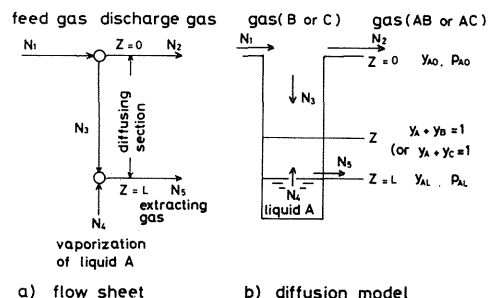 feed gas discharge gas
N₁ Z=0 N₂
N₃
diffusing section
Z=L N₅
extracting gas
N₄
vaporization
of liquid A
a) flow sheet
gas(B or C) gas(AB or AC)
N₁ N₂
Z=0 yAO, PAO
N₃
Z yA+yB=1
(or yA+yC=1
N₅
Z=L yAL, PAL
N₄
liquid A
b) diffusion model